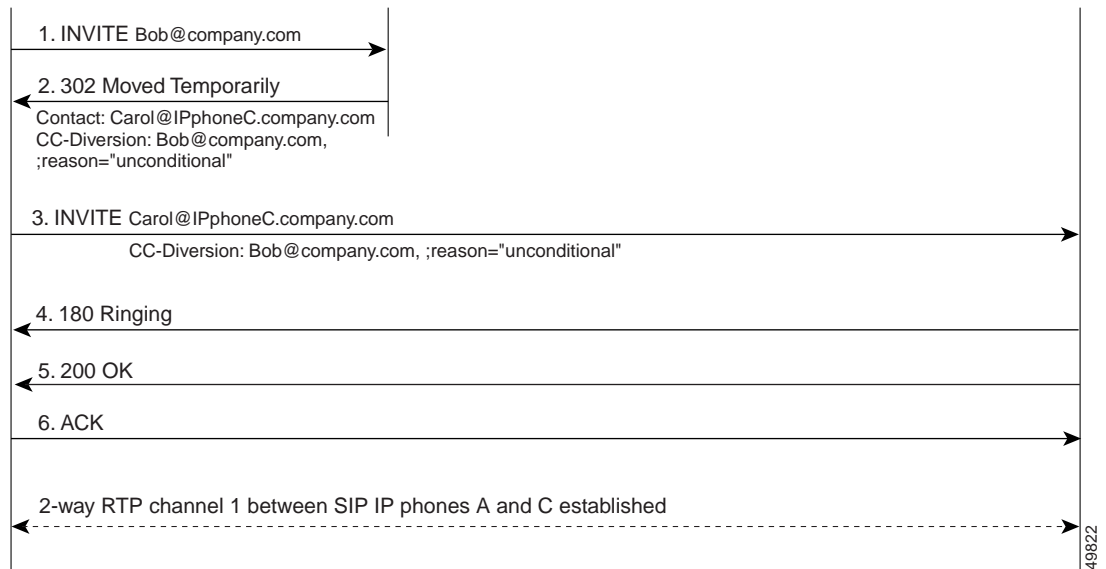 1. INVITE Bob@company.com
2. 302 Moved Temporarily
Contact: Carol@IPphoneC.company.com
CC-Diversion: Bob@company.com,
;reason="unconditional"
3. INVITE Carol@IPphoneC.company.com
CC-Diversion: Bob@company.com, ;reason="unconditional"
4. 180 Ringing
5. 200 OK
6. ACK
2-way RTP channel 1 between SIP IP phones A and C established
49822